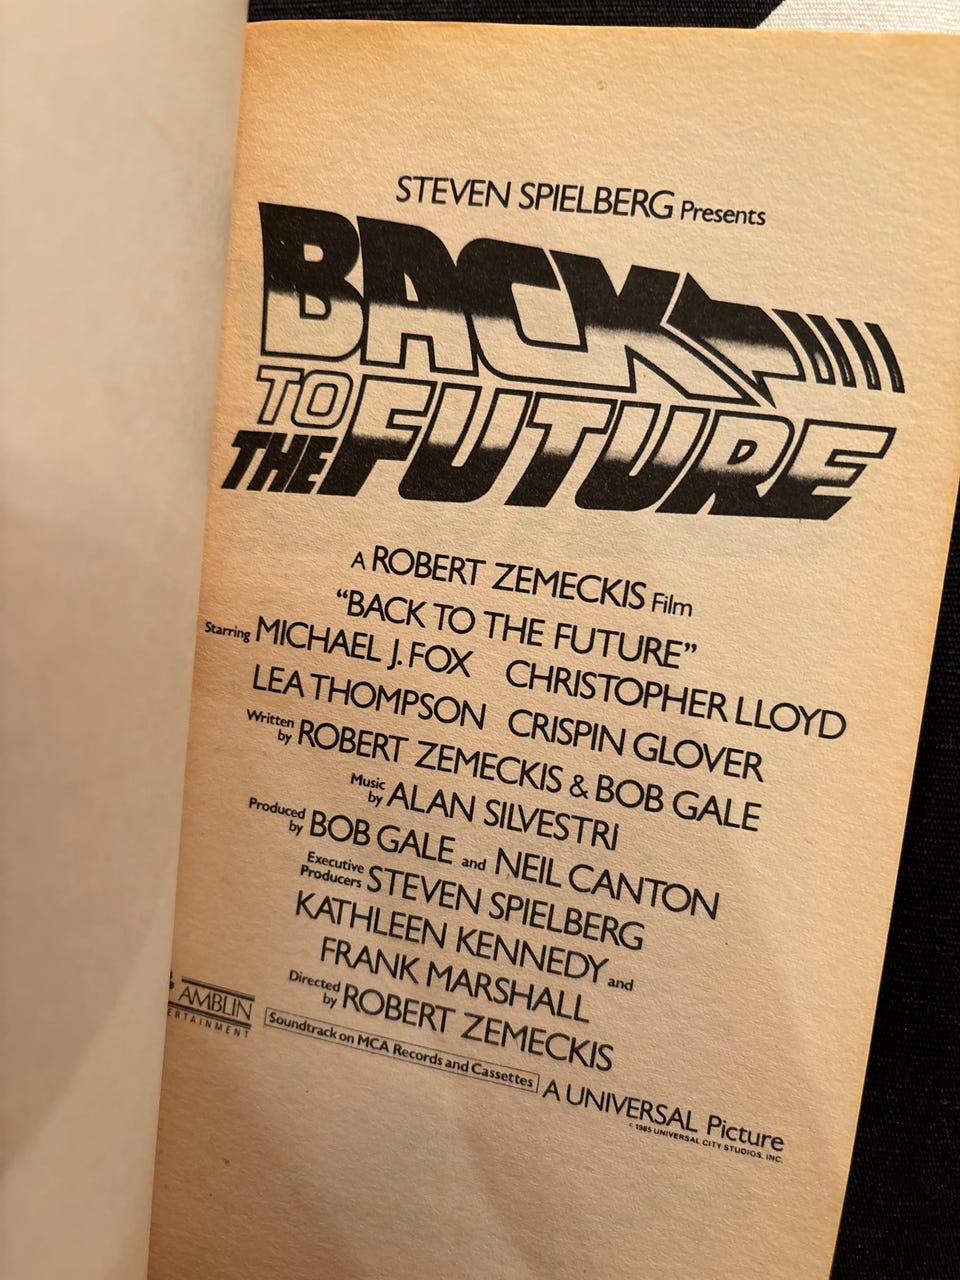 STEVEN SPIELBERG Presents
BACK
TO
THE FUTURE
A ROBERT ZEMECKIS Film
“BACK TO THE FUTURE”
Starring MICHAEL J. FOX CHRISTOPHER LLOYD
LEA THOMPSON CRISPIN GLOVER
Written by ROBERT ZEMECKIS & BOB GALE
Music by ALAN SILVESTRI
Produced by BOB GALE and NEIL CANTON
Executive Producers STEVEN SPIELBERG
KATHLEEN KENNEDY and
FRANK MARSHALL
Directed by ROBERT ZEMECKIS
AMBLIN
ERTAINMENT
Soundtrack on MCA Records and Cassettes
A UNIVERSAL Picture
© 1985 UNIVERSAL CITY STUDIOS, INC.